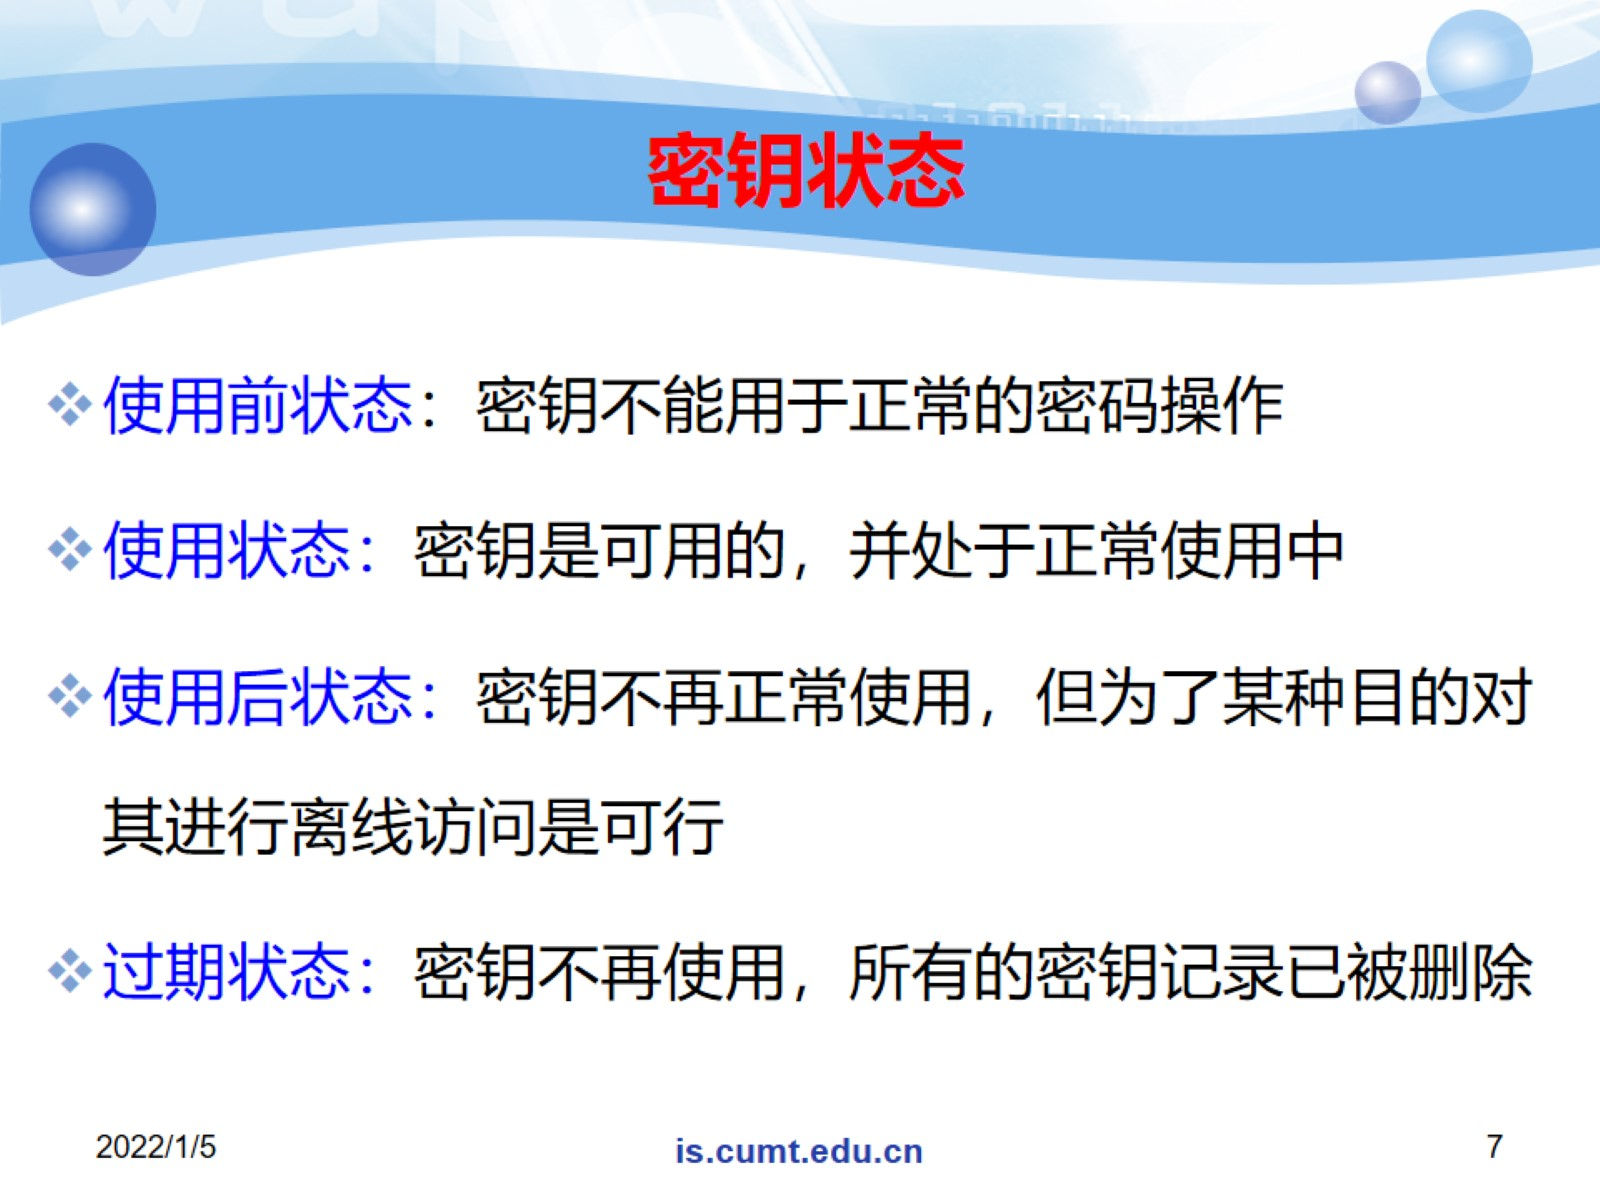 密钥状态
使用前状态：密钥不能用于正常的密码操作
使用状态：密钥是可用的，并处于正常使用中
使用后状态：密钥不再正常使用，但为了某种目的对
其进行离线访问是可行
过期状态：密钥不再使用，所有的密钥记录已被删除
2022/1/5
is.cumt.edu.cn
7